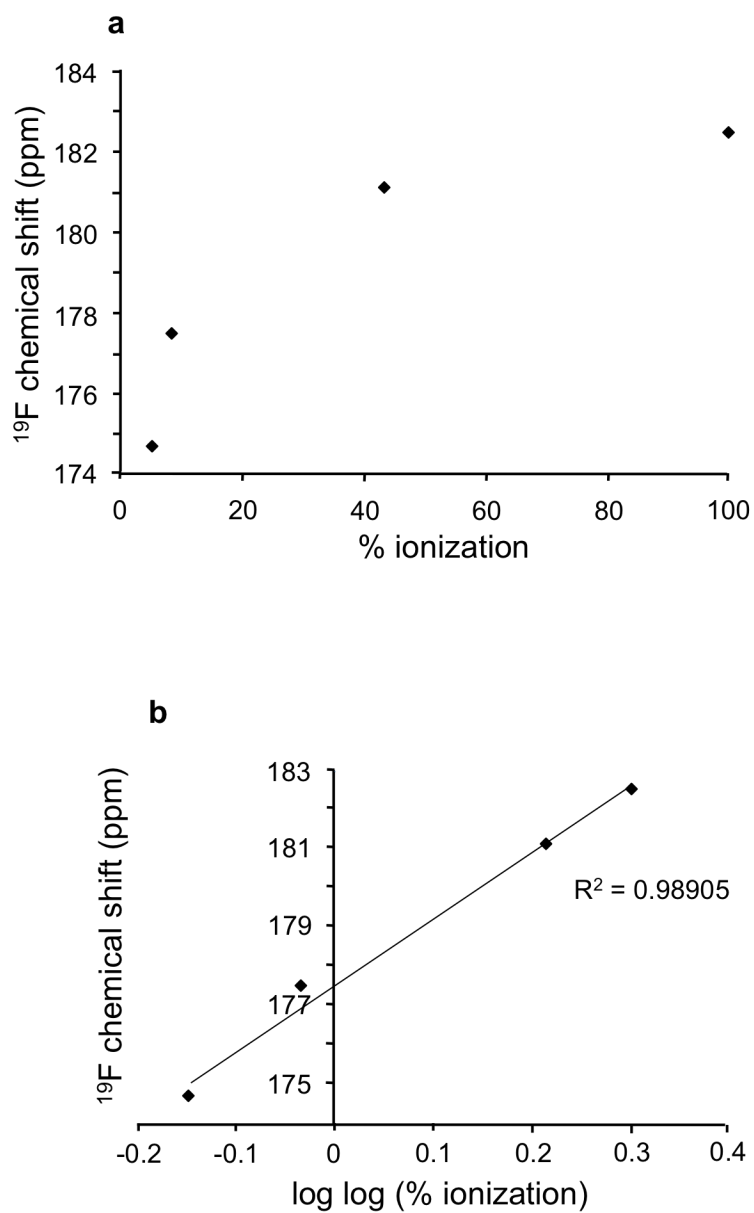 a
184
182
180
178
176
174
¹⁹F chemical shift (ppm)
0 20 40 60 80 100
% ionization
b
183
181
179
177
175
¹⁹F chemical shift (ppm)
R² = 0.98905
-0.2 -0.1 0 0.1 0.2 0.3 0.4
log log (% ionization)